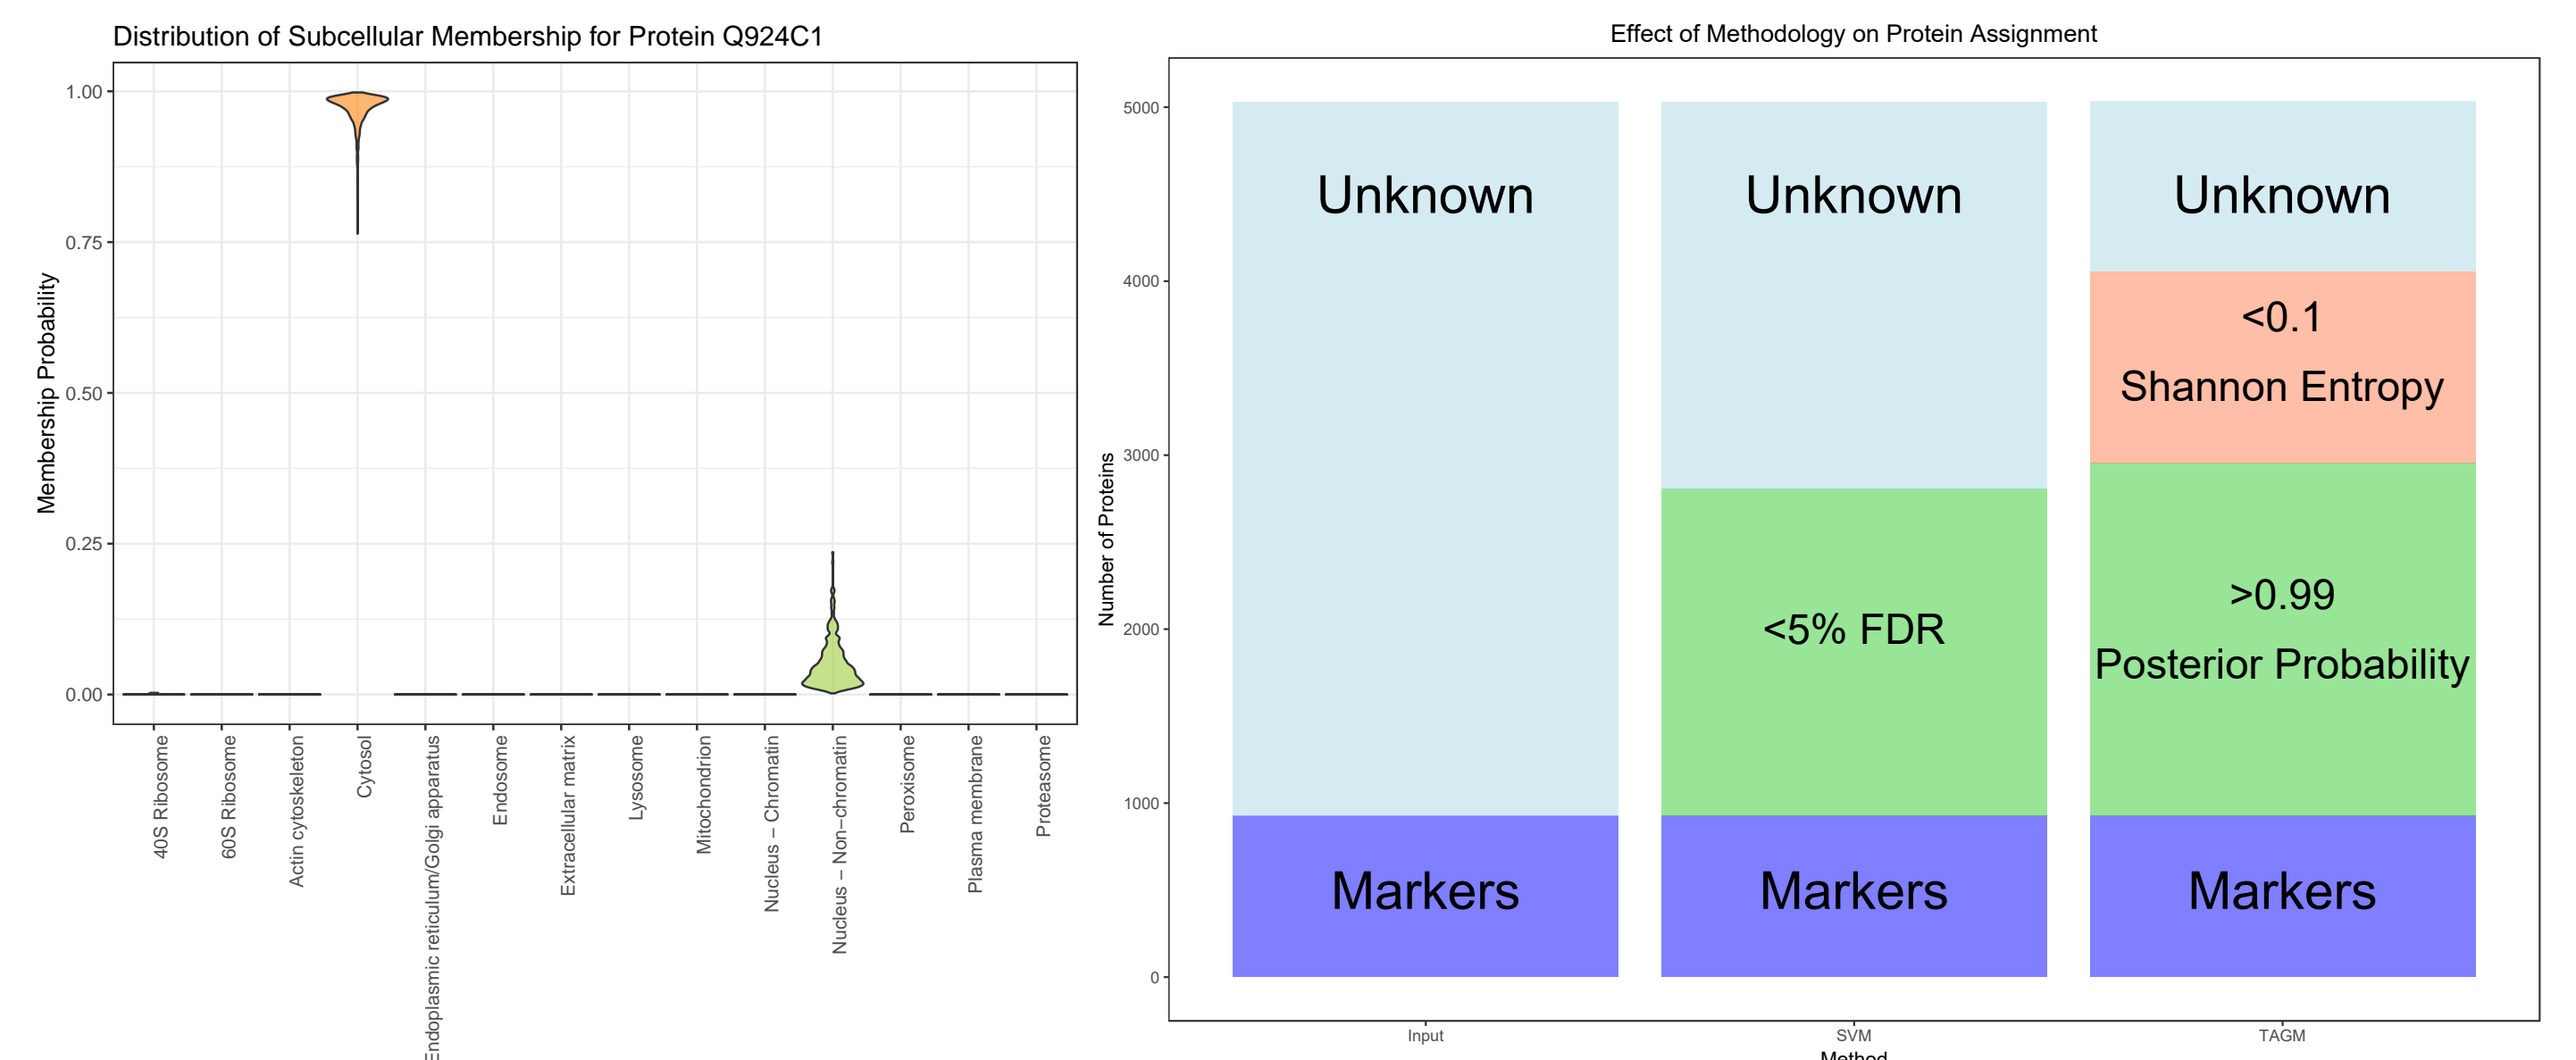 Distribution of Subcellular Membership for Protein Q924C1
Membership Probability
1.00
0.75
0.50
0.25
0.00
40S Ribosome
60S Ribosome
Actin cytoskeleton
Cytosol
Endoplasmic reticulum/Golgi apparatus
Endosome
Extracellular matrix
Lysosome
Mitochondrion
Nucleus − Chromatin
Nucleus − Non−chromatin
Peroxisome
Plasma membrane
Proteasome
Effect of Methodology on Protein Assignment
Number of Proteins
5000
4000
3000
2000
1000
0
Unknown
Markers
Unknown
<5% FDR
Markers
Unknown
<0.1
Shannon Entropy
>0.99
Posterior Probability
Markers
Input
SVM
TAGM
Method